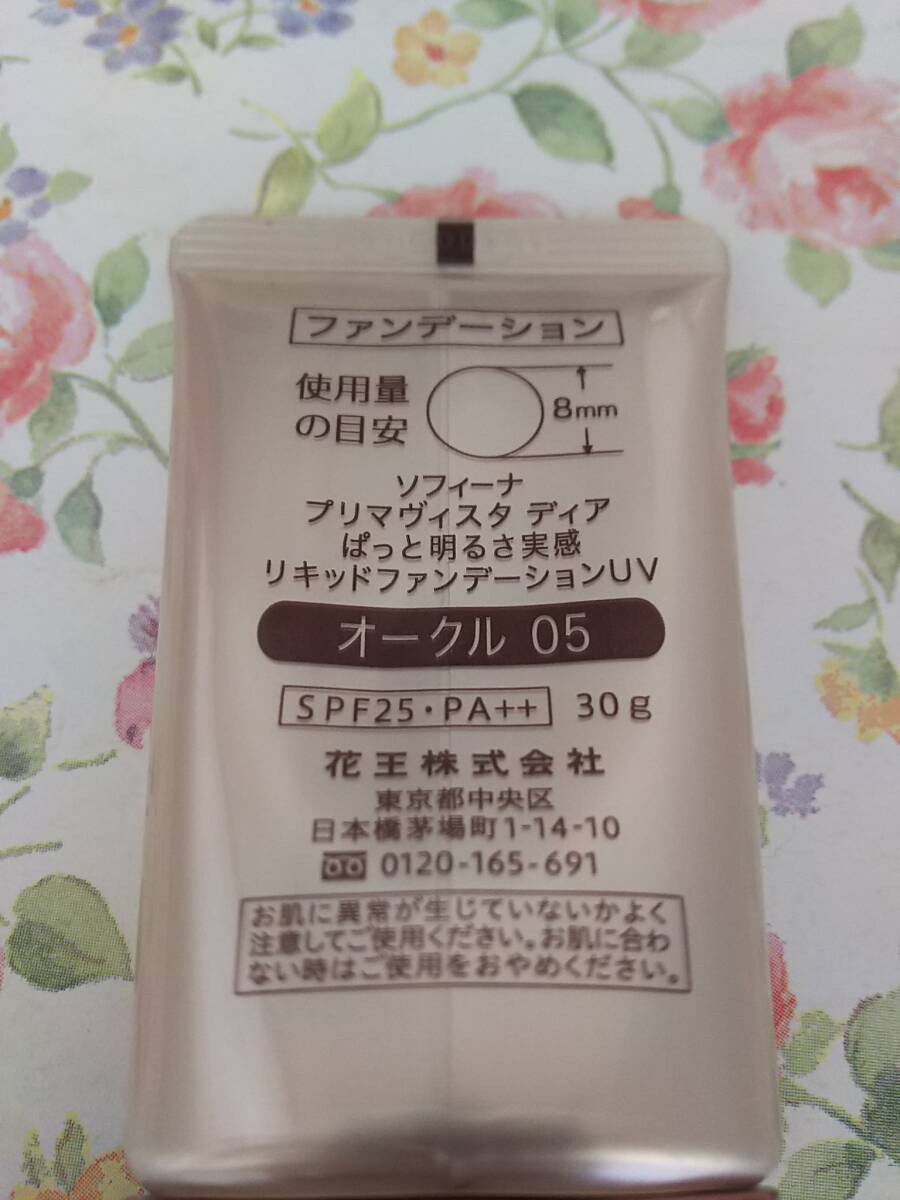 ファンデーション
使用量
の目安
8mm
ソフィーナ
プリマヴィスタ ディア
ぱっと明るさ実感
リキッドファンデーションUV
オークル 05
SPF25・PA++ 30g
花王株式会社
東京都中央区
日本橋茅場町1-14-10
0120-165-691
お肌に異常が生じていないかよく
注意してご使用ください。お肌に合わ
ない時はご使用をおやめください。